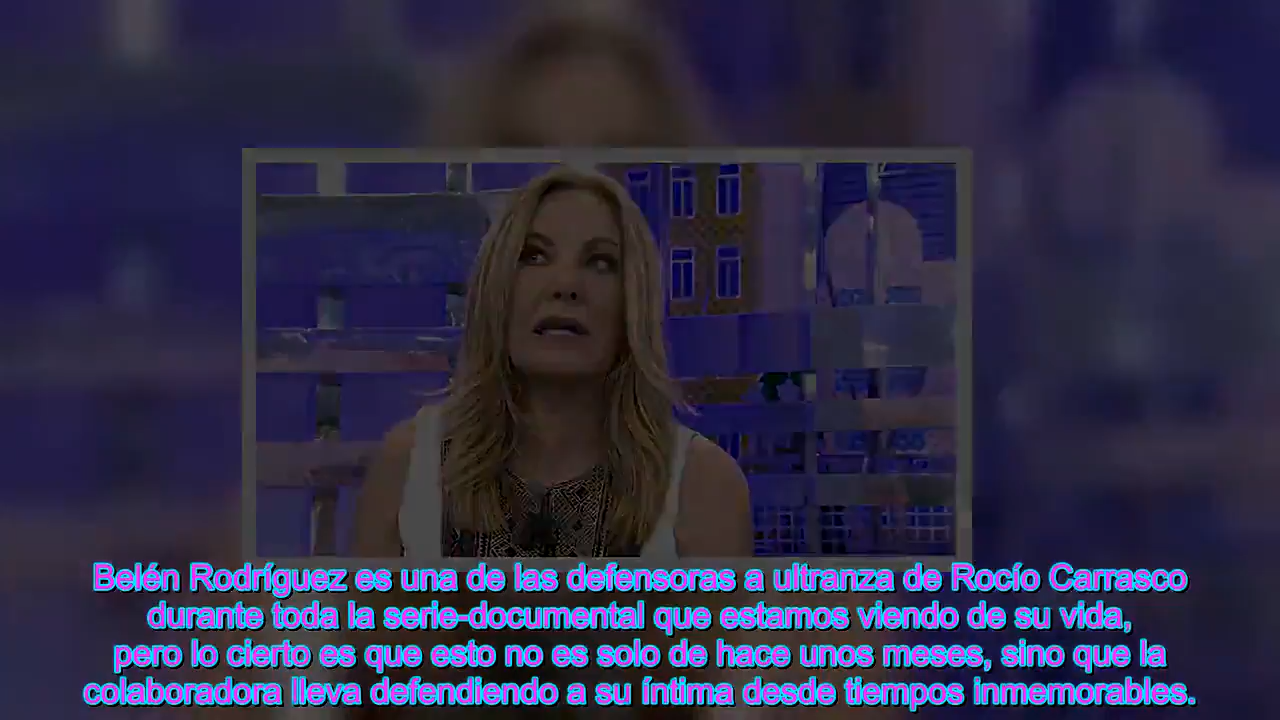 Belén Rodríguez es una de las defensoras a ultranza de Rocío Carrasco
durante toda la serie-documental que estamos viendo de su vida,
pero lo cierto es que esto no es solo de hace unos meses, sino que la
colaboradora lleva defendiendo a su íntima desde tiempos inmemorables.